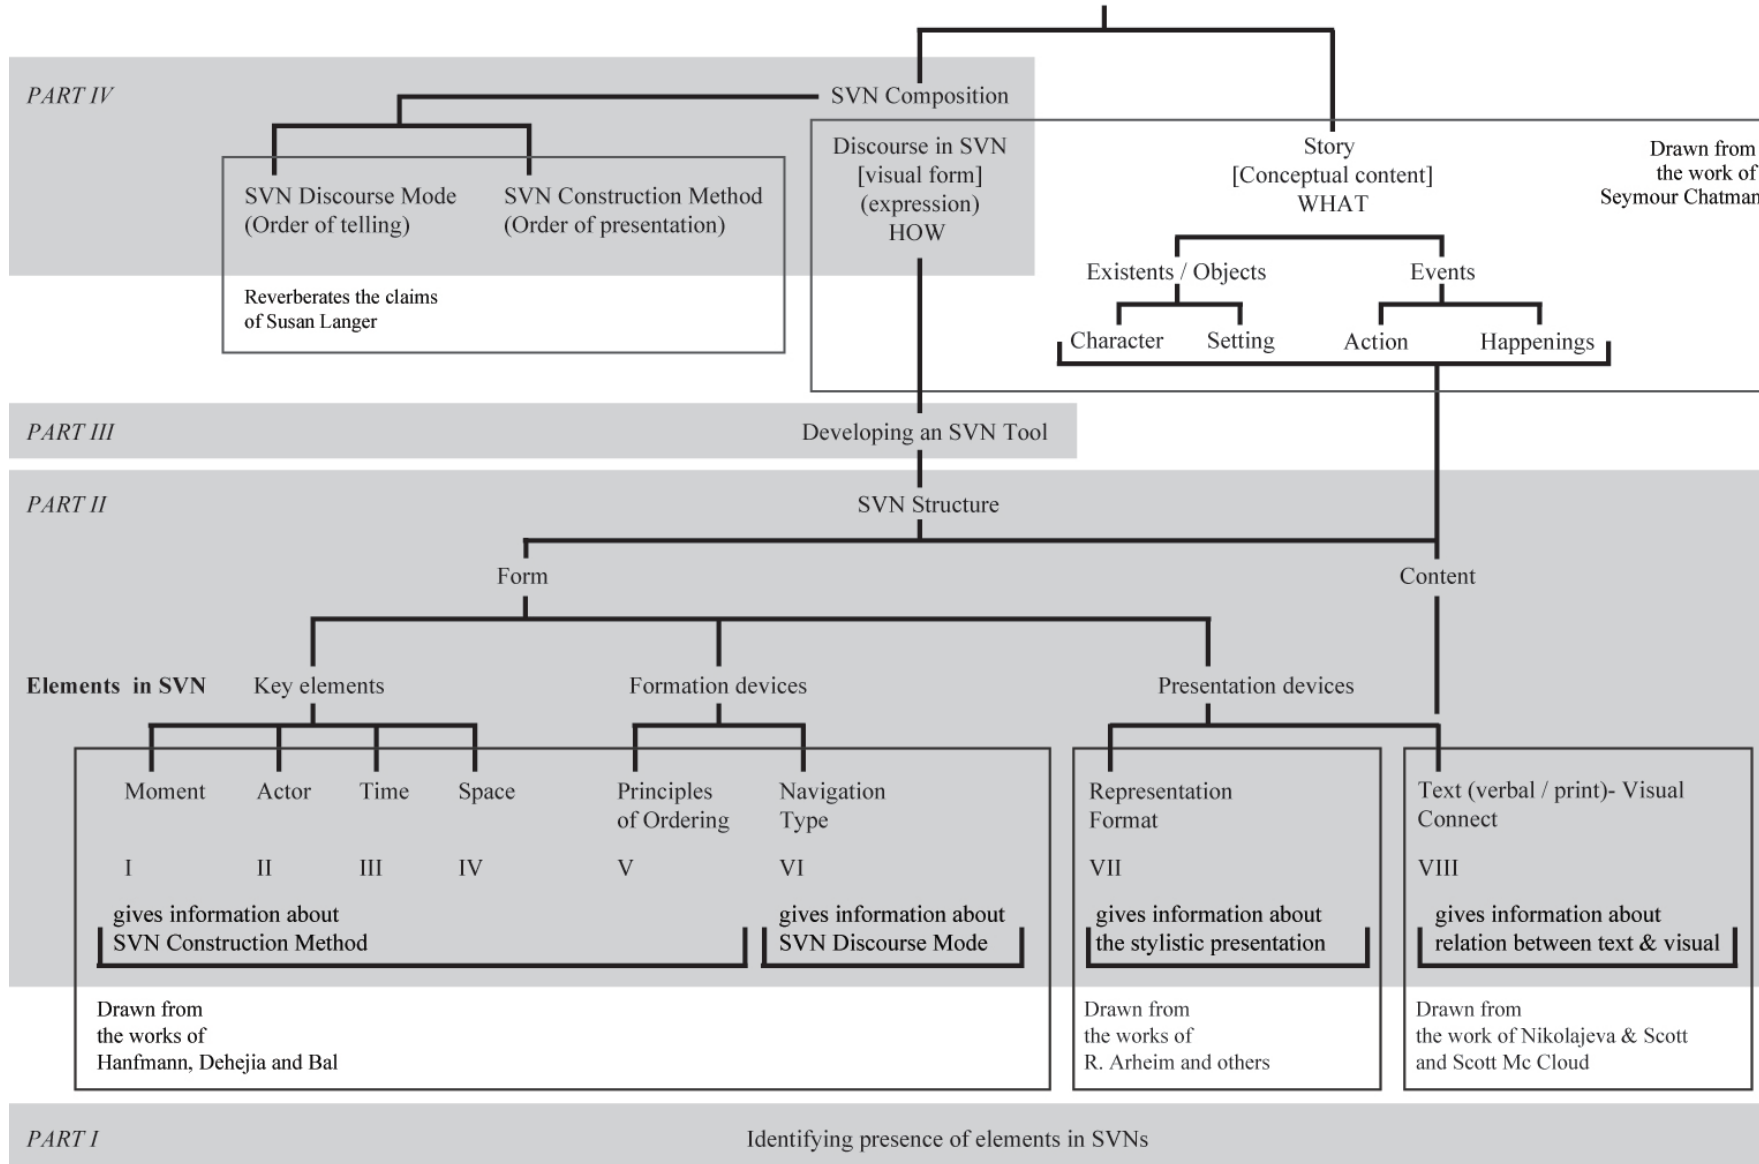 PART IV
SVN Composition
SVN Discourse Mode
(Order of telling)
SVN Construction Method
(Order of presentation)
Reverberates the claims
of Susan Langer
Discourse in SVN
[visual form]
(expression)
HOW
Story
[Conceptual content]
WHAT
Drawn from
the work of
Seymour Chatman
Existents / Objects
Events
Character
Setting
Action
Happenings
PART III
Developing an SVN Tool
PART II
SVN Structure
Form
Content
Elements in SVN
Key elements
Formation devices
Presentation devices
Moment
Actor
Time
Space
Principles
of Ordering
Navigation
Type
Representation
Format
Text (verbal / print)- Visual
Connect
I
II
III
IV
V
VI
VII
VIII
gives information about
SVN Construction Method
gives information about
SVN Discourse Mode
gives information about
the stylistic presentation
gives information about
relation between text & visual
Drawn from
the works of
Hanfmann, Dehejia and Bal
Drawn from
the works of
R. Arheim and others
Drawn from
the work of Nikolajeva & Scott
and Scott Mc Cloud
PART I
Identifying presence of elements in SVNs